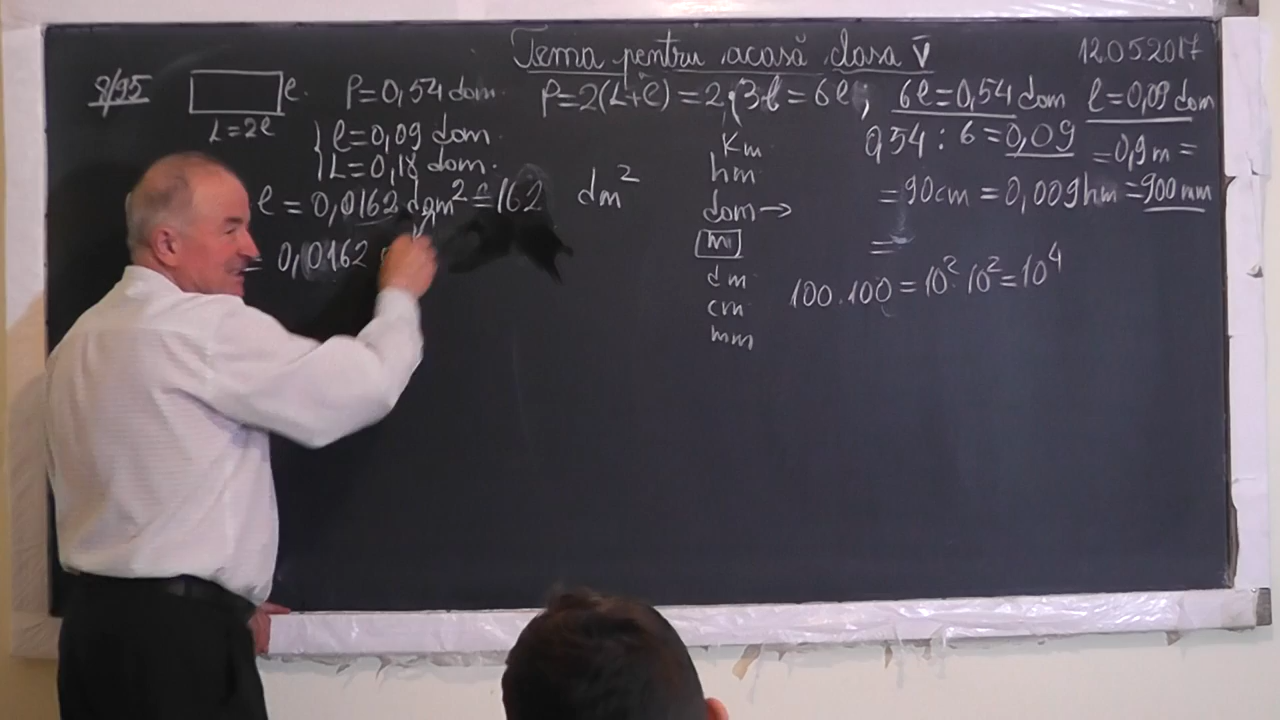 Tema pentru acasă clasa V
12.05.2017
8/95
l
L=2l
P=0,54 dam
P=2(L+l)=2·3l=6l; 6l=0,54 dam l=0,09 dam
{ l=0,09 dam
L=0,18 dam
0,54 : 6 = 0,09 = 0,9 m =
= 90 cm = 0,009 hm = 900 mm
=
l = 0,0162 dam² = 162 dm²
= 0,0162
km
hm
dam →
m
dm
cm
mm
100.100 = 10².10² = 10⁴